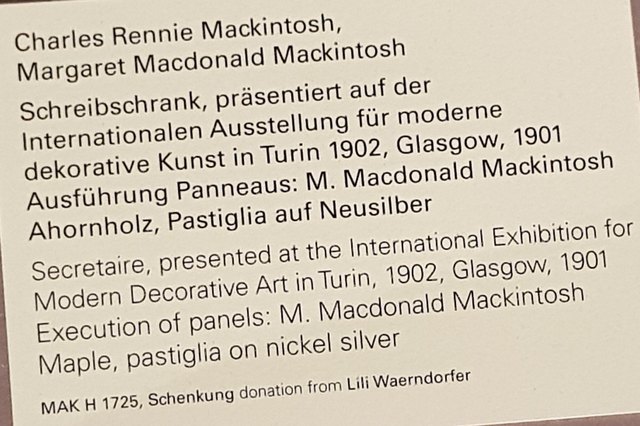 Charles Rennie Mackintosh,
Margaret Macdonald Mackintosh
Schreibschrank, präsentiert auf der
Internationalen Ausstellung für moderne
dekorative Kunst in Turin 1902, Glasgow, 1901
Ausführung Panneaus: M. Macdonald Mackintosh
Ahornholz, Pastiglia auf Neusilber
Secretaire, presented at the International Exhibition for
Modern Decorative Art in Turin, 1902, Glasgow, 1901
Execution of panels: M. Macdonald Mackintosh
Maple, pastiglia on nickel silver
MAK H 1725, Schenkung donation from Lili Waerndorfer